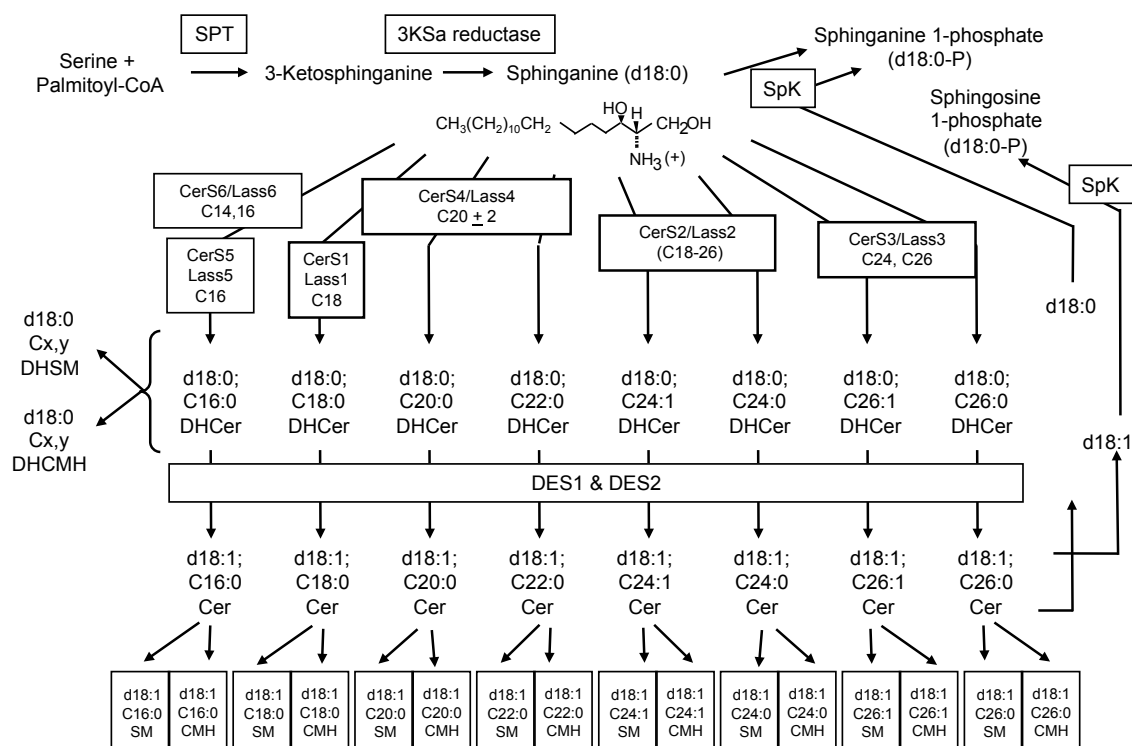 SPT
3KSa reductase
Serine +
Palmitoyl-CoA
3-Ketosphinganine
Sphinganine (d18:0)
Sphinganine 1-phosphate
(d18:0-P)
SpK
Sphingosine
1-phosphate
(d18:0-P)
SpK
HO H
CH₃(CH₂)₁₀CH₂
CH₂OH
NH₃(+)
CerS6/Lass6
C14,16
CerS4/Lass4
C20 ± 2
CerS5
Lass5
C16
CerS1
Lass1
C18
CerS2/Lass2
(C18-26)
CerS3/Lass3
C24, C26
d18:0
d18:1
d18:0
Cx,y
DHSM
d18:0
Cx,y
DHCMH
d18:0;
C16:0
DHCer
d18:0;
C18:0
DHCer
d18:0;
C20:0
DHCer
d18:0;
C22:0
DHCer
d18:0;
C24:1
DHCer
d18:0;
C24:0
DHCer
d18:0;
C26:1
DHCer
d18:0;
C26:0
DHCer
DES1 & DES2
d18:1;
C16:0
Cer
d18:1;
C18:0
Cer
d18:1;
C20:0
Cer
d18:1;
C22:0
Cer
d18:1;
C24:1
Cer
d18:1;
C24:0
Cer
d18:1;
C26:1
Cer
d18:1;
C26:0
Cer
d18:1
C16:0
SM
d18:1
C16:0
CMH
d18:1
C18:0
SM
d18:1
C18:0
CMH
d18:1
C20:0
SM
d18:1
C20:0
CMH
d18:1
C22:0
SM
d18:1
C22:0
CMH
d18:1
C24:1
SM
d18:1
C24:1
CMH
d18:1
C24:0
SM
d18:1
C24:0
CMH
d18:1
C26:1
SM
d18:1
C26:1
CMH
d18:1
C26:0
SM
d18:1
C26:0
CMH